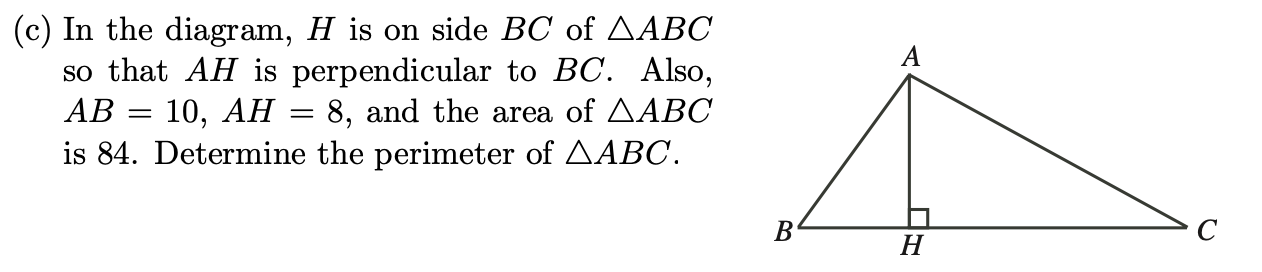 (c) In the diagram, H is on side BC of △ABC
so that AH is perpendicular to BC. Also,
AB = 10, AH = 8, and the area of △ABC
is 84. Determine the perimeter of △ABC.
A
B
H
C